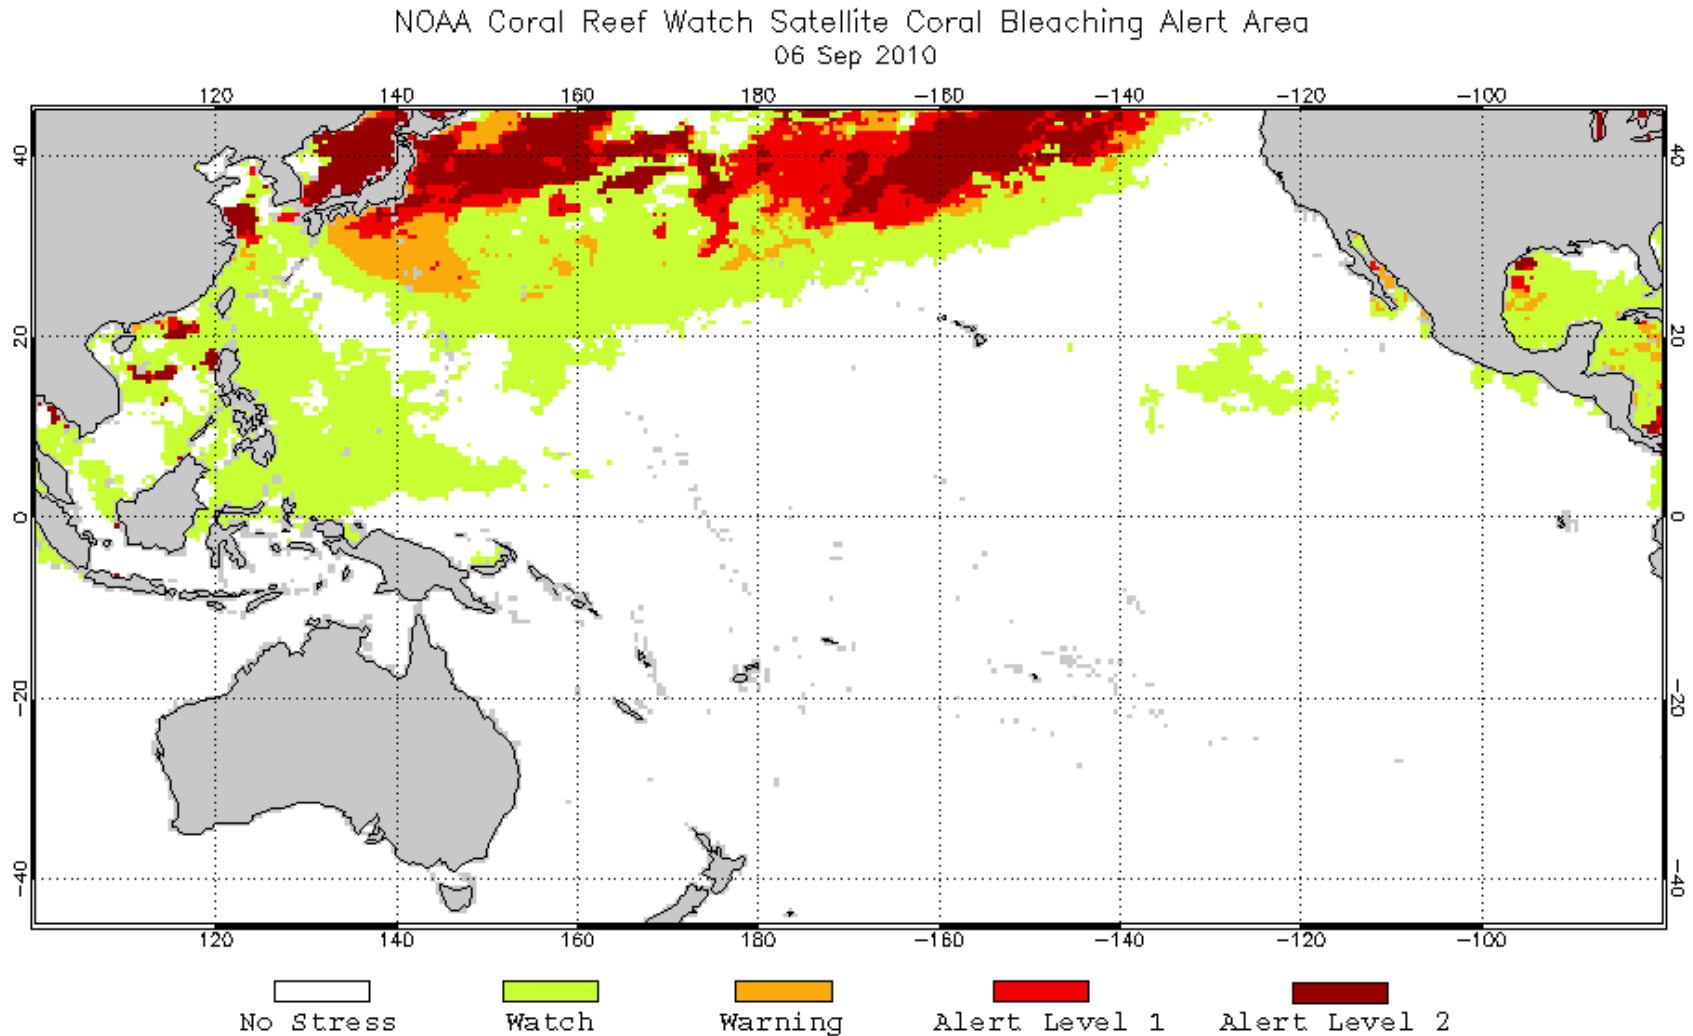 NOAA Coral Reef Watch Satellite Coral Bleaching Alert Area
06 Sep 2010
120 140 160 180 -160 -140 -120 -100
40 40
20 20
0 0
-20 -20
-40 -40
120 140 160 180 -160 -140 -120 -100
No Stress Watch Warning Alert Level 1 Alert Level 2